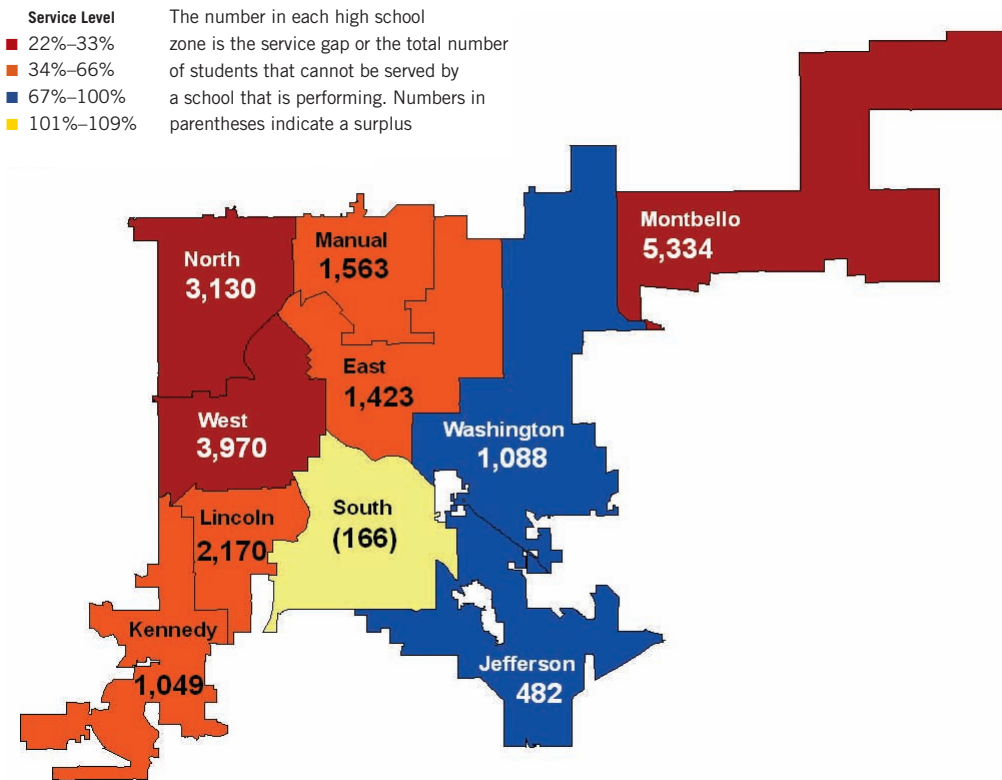 Service Level
22%–33%
34%–66%
67%–100%
101%–109%
The number in each high school
zone is the service gap or the total number
of students that cannot be served by
a school that is performing. Numbers in
parentheses indicate a surplus
Montbello
5,334
Manual
1,563
North
3,130
East
1,423
West
3,970
Washington
1,088
South
(166)
Lincoln
2,170
Kennedy
1,049
Jefferson
482